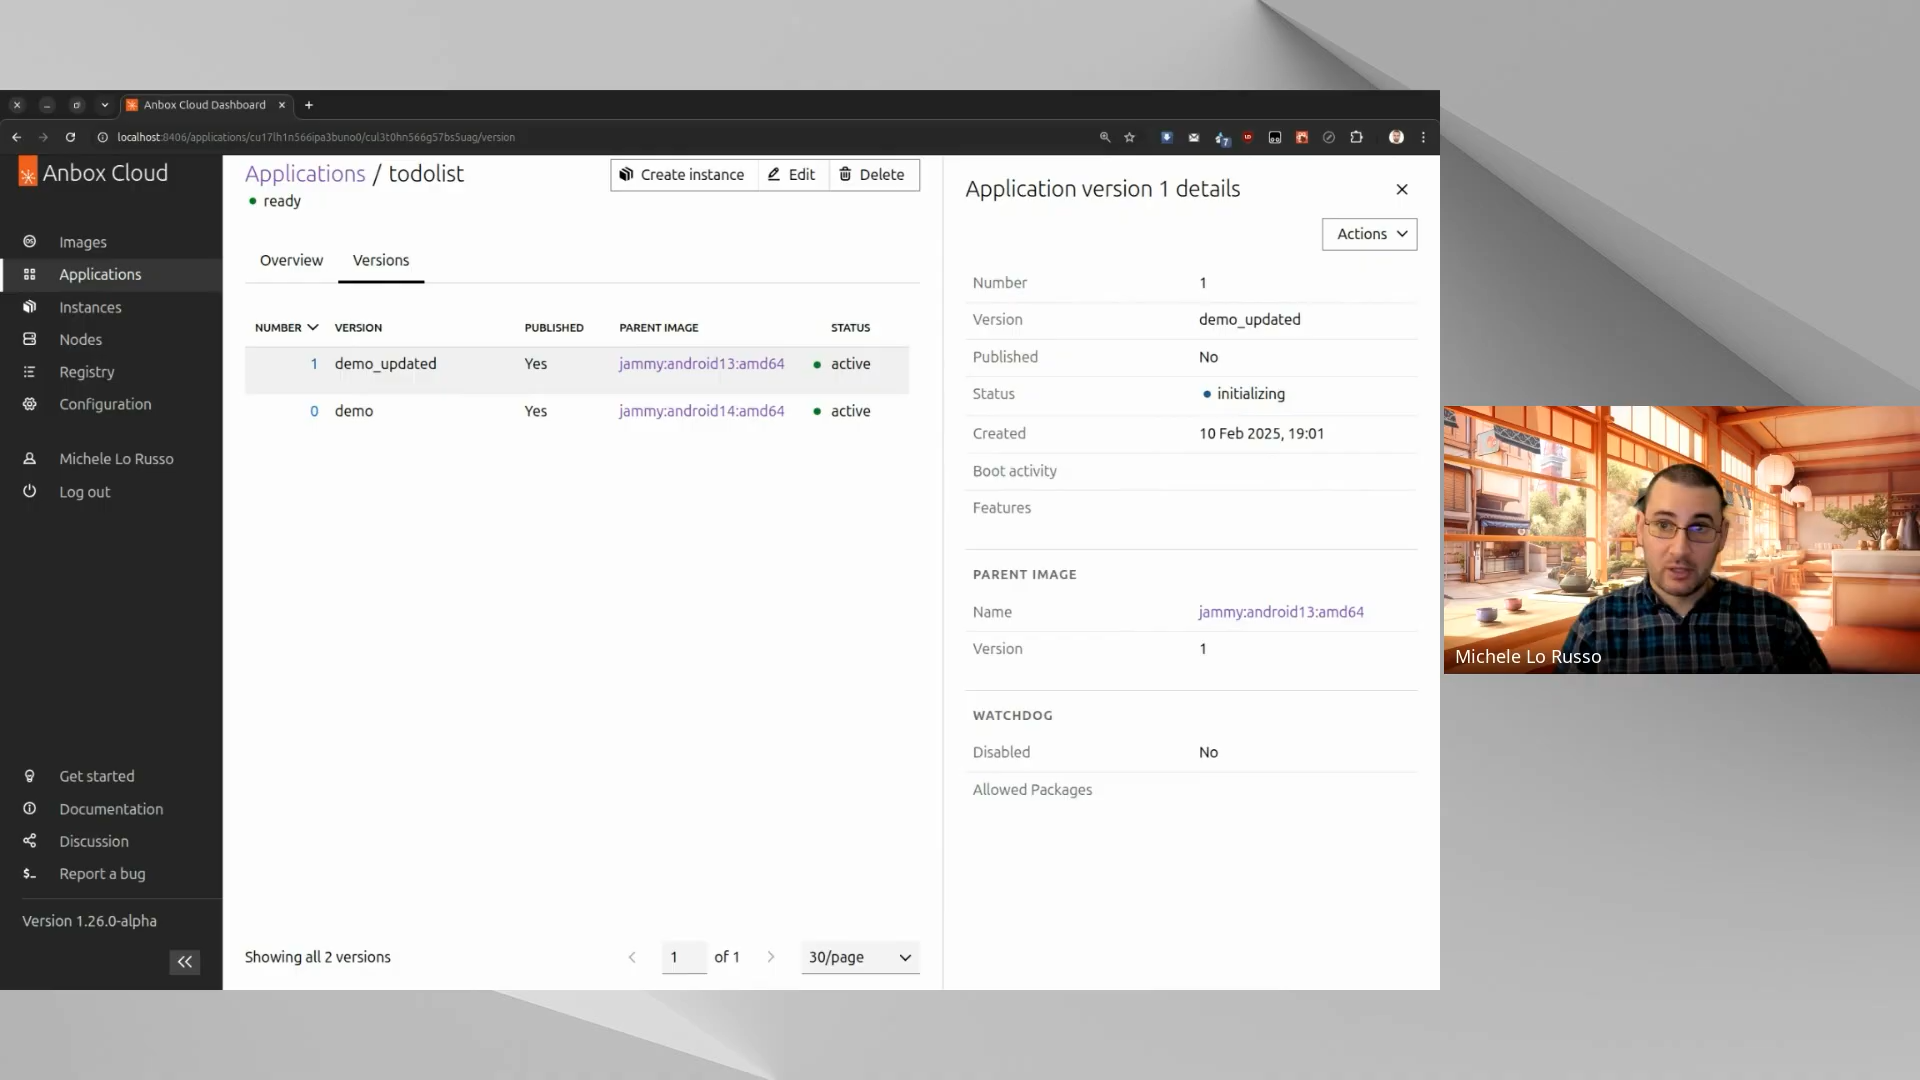 Anbox Cloud Dashboard
localhost:8406/applications/cu17lh1n566ipa3buno0/cul3t0hn566g57bs5uag/version
Anbox Cloud
Images
Applications
Instances
Nodes
Registry
Configuration
Michele Lo Russo
Log out
Get started
Documentation
Discussion
Report a bug
Version 1.26.0-alpha
Applications / todolist
ready
Create instance
Edit
Delete
Overview
Versions
NUMBER VERSION PUBLISHED PARENT IMAGE STATUS
1 demo_updated Yes jammy:android13:amd64 active
0 demo Yes jammy:android14:amd64 active
Showing all 2 versions
1 of 1
30/page
Application version 1 details
Actions
Number 1
Version demo_updated
Published No
Status initializing
Created 10 Feb 2025, 19:01
Boot activity
Features
PARENT IMAGE
Name jammy:android13:amd64
Version 1
WATCHDOG
Disabled No
Allowed Packages
Michele Lo Russo